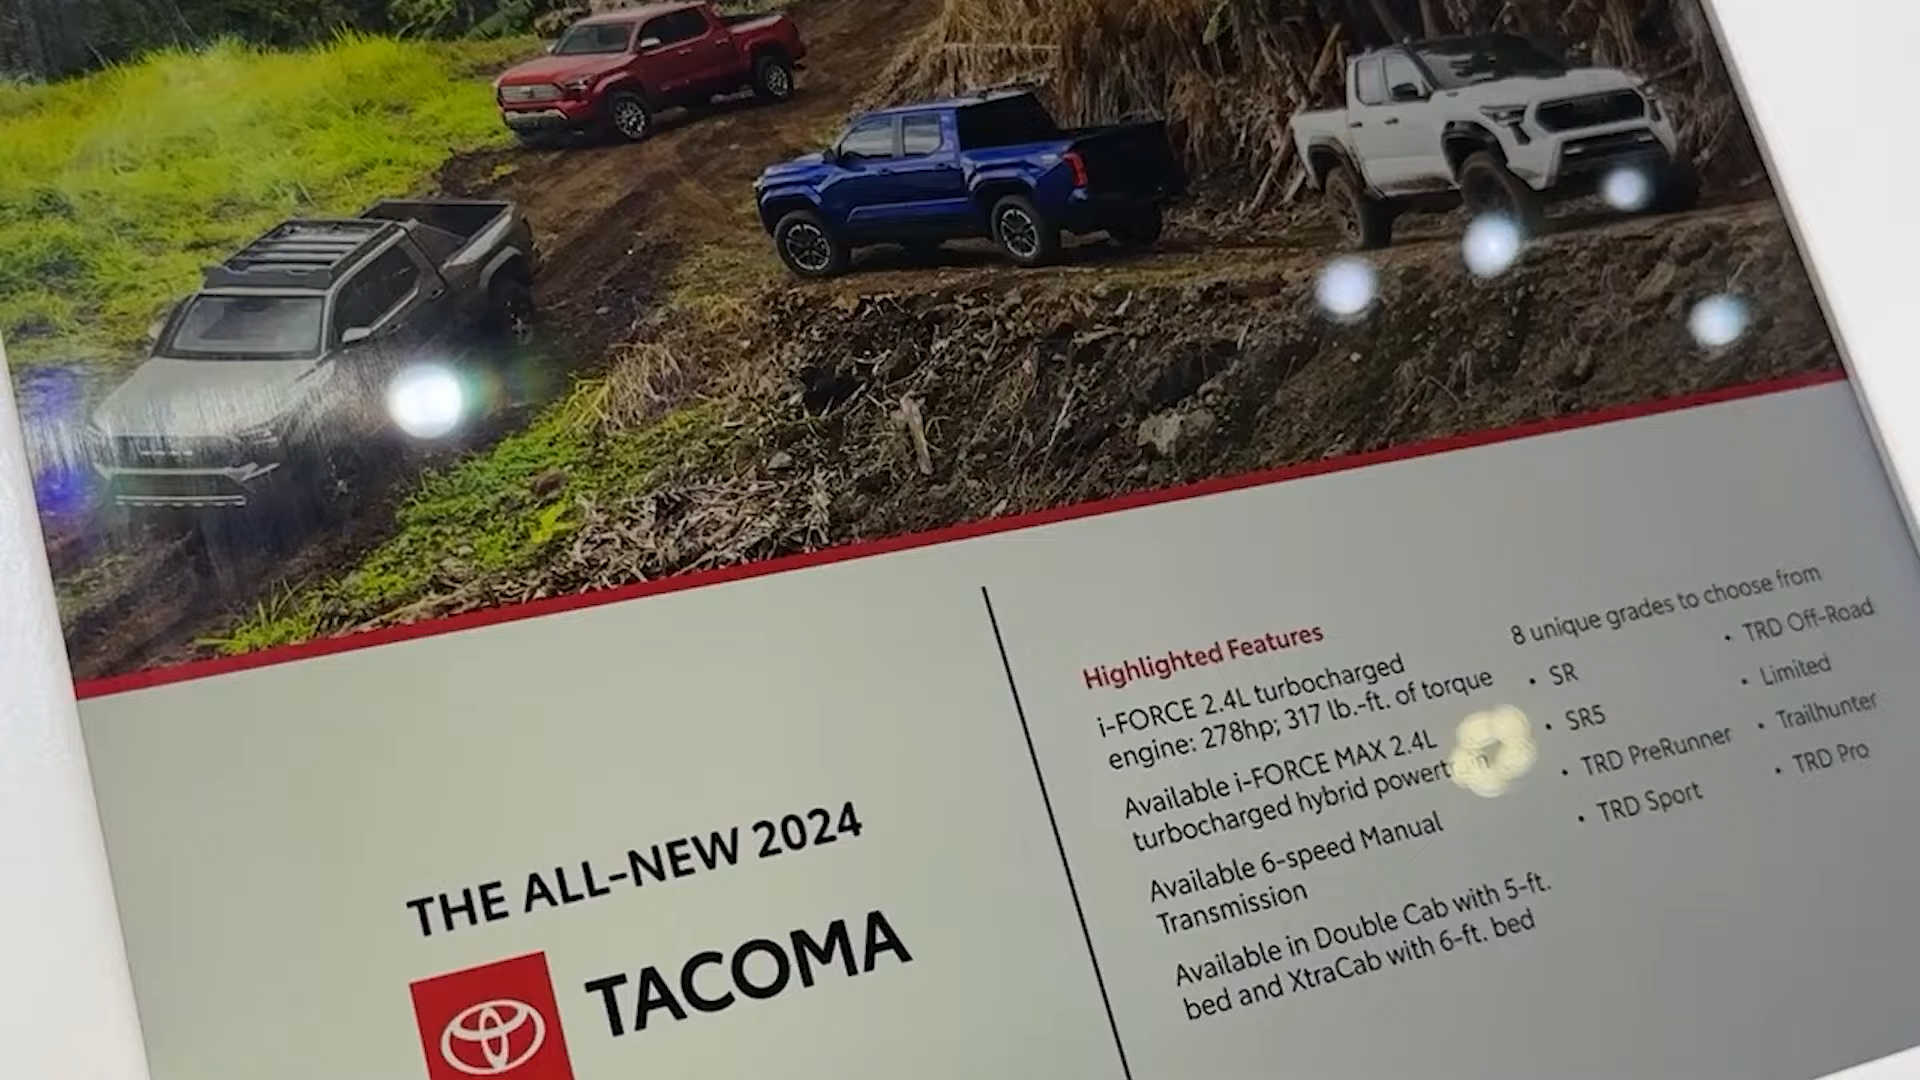 THE ALL-NEW 2024
TACOMA
Highlighted Features
i-FORCE 2.4L turbocharged
engine: 278hp; 317 lb.-ft. of torque
Available i-FORCE MAX 2.4L
turbocharged hybrid powertrain
Available 6-speed Manual
Transmission
Available in Double Cab with 5-ft.
bed and XtraCab with 6-ft. bed
8 unique grades to choose from
• SR
• SR5
• TRD PreRunner
• TRD Sport
• TRD Off-Road
• Limited
• Trailhunter
• TRD Pro